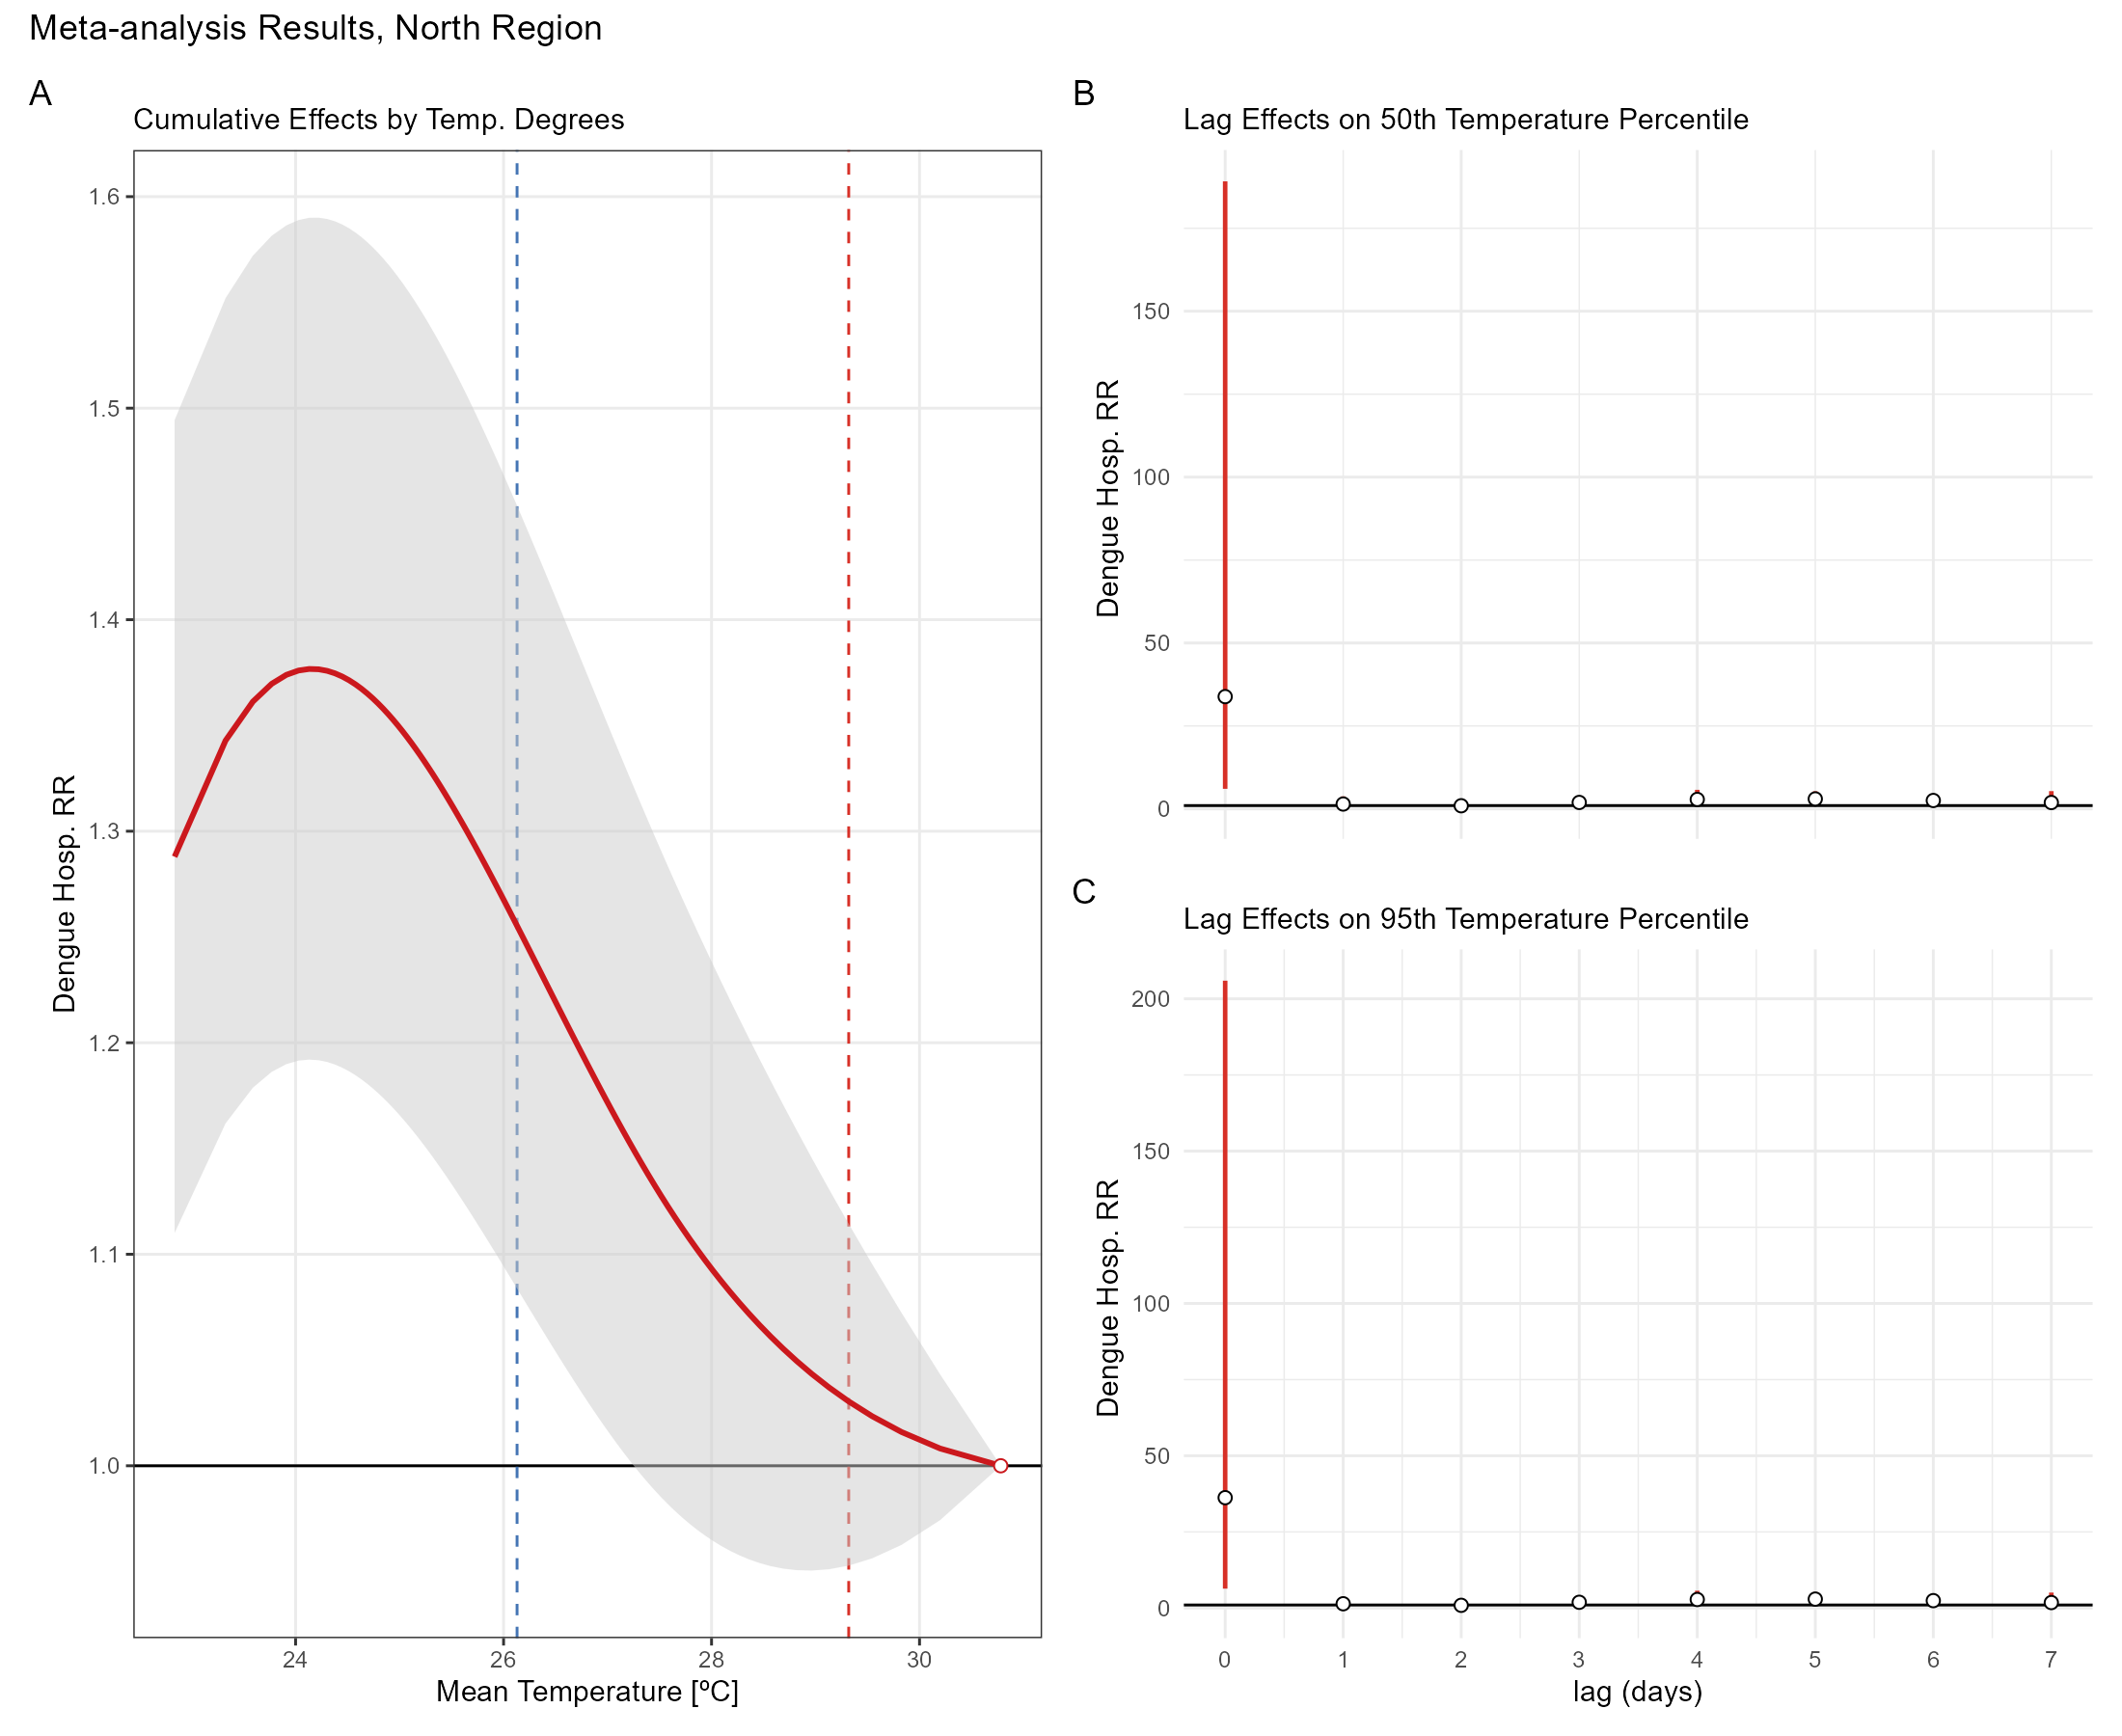 Meta-analysis Results, North Region
A
Cumulative Effects by Temp. Degrees
1.6
1.5
1.4
1.3
1.2
1.1
1.0
Dengue Hosp. RR
24
26
28
30
Mean Temperature [ºC]
B
Lag Effects on 50th Temperature Percentile
150
100
50
0
Dengue Hosp. RR
C
Lag Effects on 95th Temperature Percentile
200
150
100
50
0
Dengue Hosp. RR
0
1
2
3
4
5
6
7
lag (days)